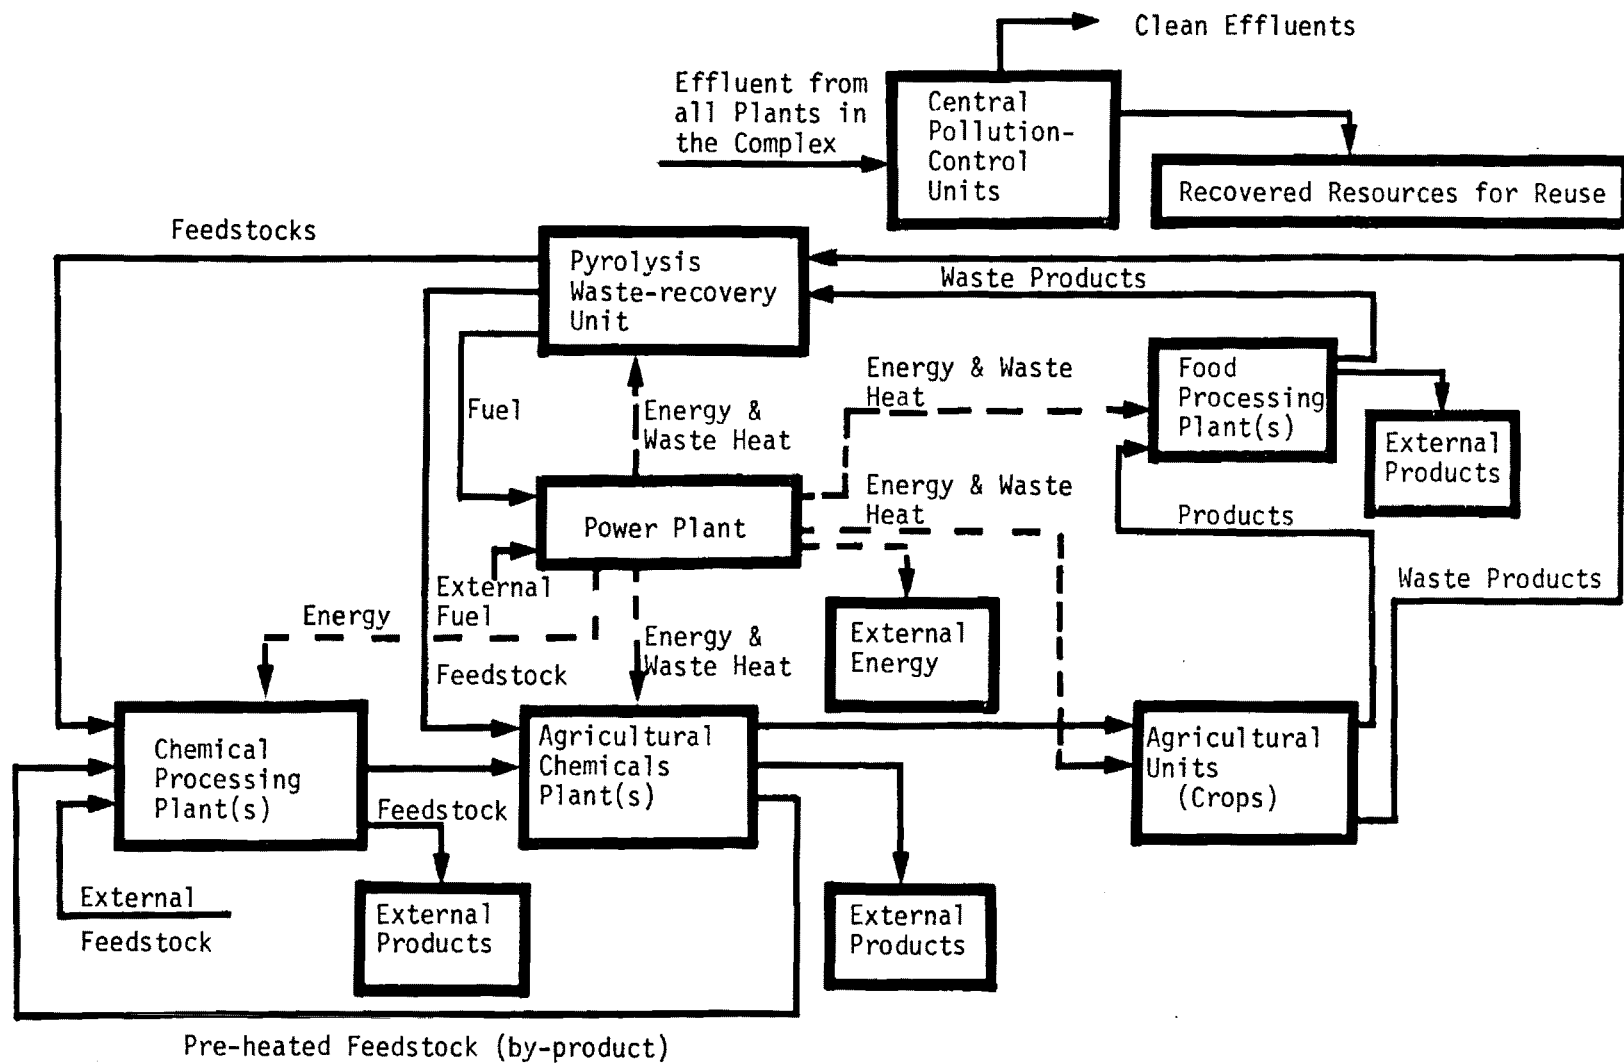 Clean Effluents
Effluent from
all Plants in
the Complex
Central
Pollution-
Control
Units
Recovered Resources for Reuse
Feedstocks
Pyrolysis
Waste-recovery
Unit
Waste Products
Fuel
Energy &
Waste Heat
Energy & Waste
Heat
Food
Processing
Plant(s)
External
Products
Power Plant
Energy & Waste
Heat
Products
External
Fuel
Energy
Energy &
Waste Heat
Feedstock
External
Energy
Waste Products
Chemical
Processing
Plant(s)
Feedstock
Agricultural
Chemicals
Plant(s)
Agricultural
Units
(Crops)
External
Feedstock
External
Products
External
Products
Pre-heated Feedstock (by-product)